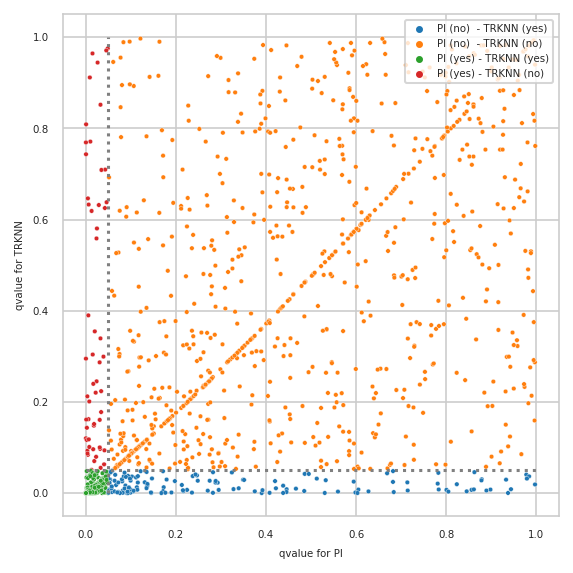 PI (no)  - TRKNN (yes)
PI (no)  - TRKNN (no)
PI (yes) - TRKNN (yes)
PI (yes) - TRKNN (no)
qvalue for TRKNN
1.0
0.8
0.6
0.4
0.2
0.0
0.0 0.2 0.4 0.6 0.8 1.0
qvalue for PI